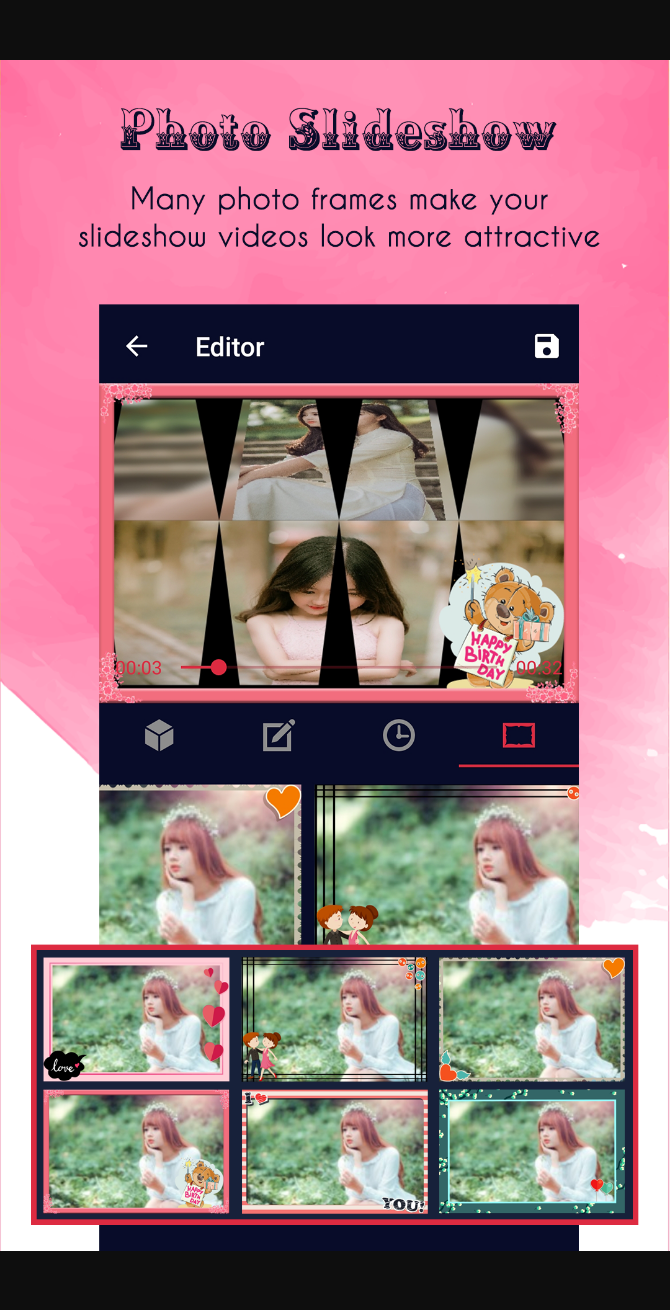 Photo Slideshow
Many photo frames make your
slideshow videos look more attractive
Editor
HAPPY
BIRTH
DAY
00:03
00:32
love
HAPPY
BIRTH
DAY
I
YOU!